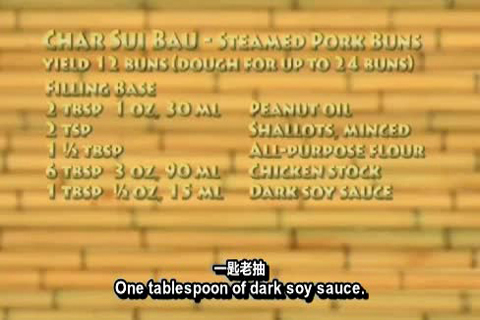 Char Sui Bau - Steamed Pork Buns
yield 12 buns (dough for up to 24 buns)
Filling Base
2 tbsp 1 oz, 30 ml Peanut oil
2 tsp Shallots, minced
1 ½ tbsp All-purpose flour
6 tbsp 3 oz, 90 ml Chicken stock
1 tbsp ½ oz, 15 ml Dark soy sauce
一匙老抽
One tablespoon of dark soy sauce.